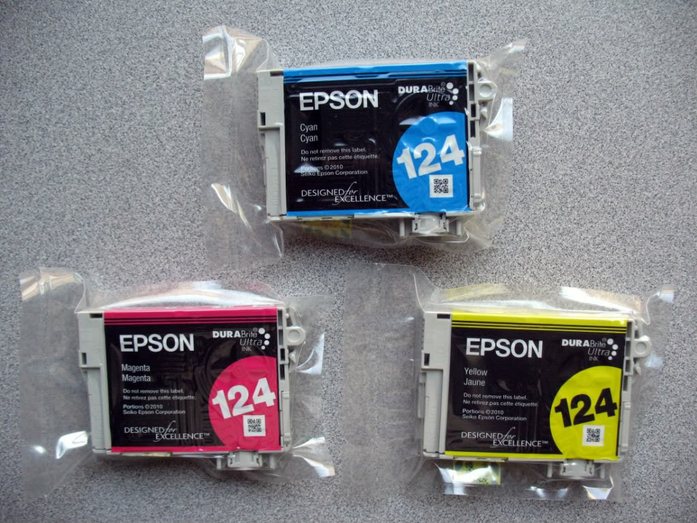 EPSON
DURABrite
Ultra
INK
Cyan
Cyan
124
Do not remove this label.
Ne retirez pas cette étiquette.
Portions ©2010
Seiko Epson Corporation
DESIGNED for
EXCELLENCE™
EPSON
DURABrite
Ultra
INK
Magenta
Magenta
124
Do not remove this label.
Ne retirez pas cette étiquette.
Portions ©2010
Seiko Epson Corporation
DESIGNED for
EXCELLENCE™
EPSON
DURABrite
Ultra
INK
Yellow
Jaune
124
Do not remove this label.
Ne retirez pas cette étiquette.
Portions ©2010
Seiko Epson Corporation
DESIGNED for
EXCELLENCE™